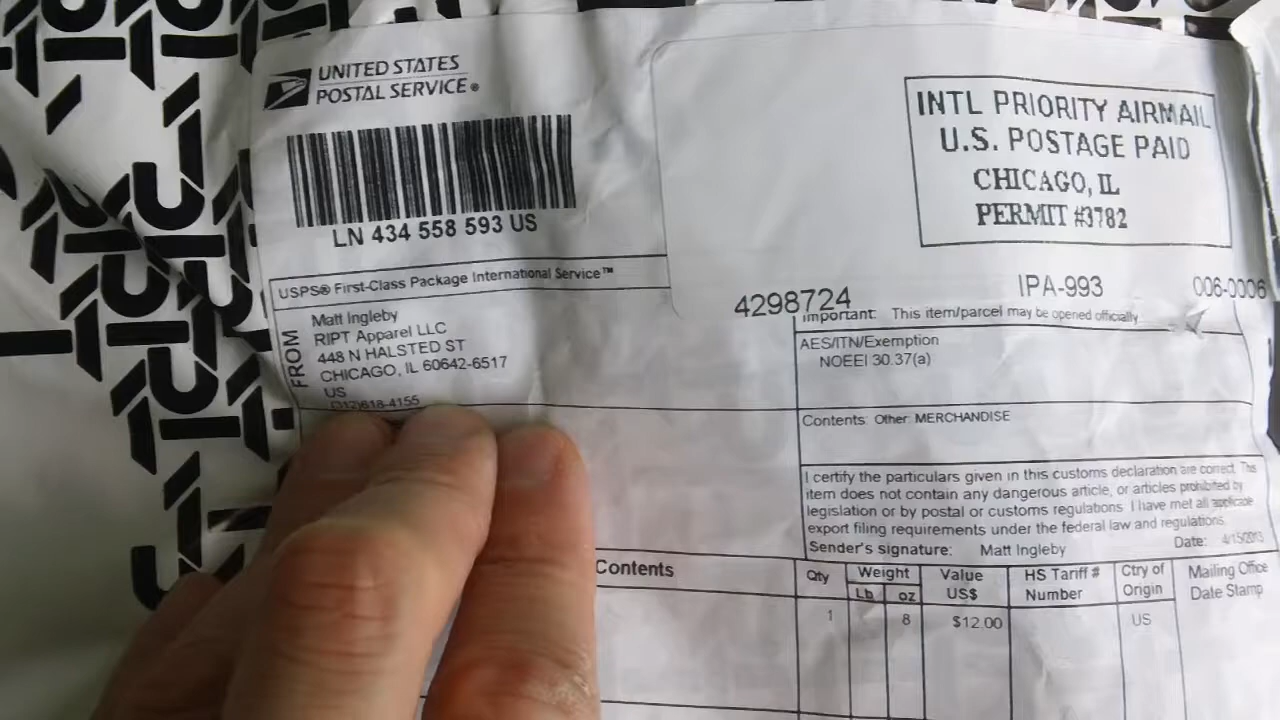 UNITED STATES
POSTAL SERVICE®
LN 434 558 593 US
USPS® First-Class Package International Service™
FROM
Matt Ingleby
RIPT Apparel LLC
448 N HALSTED ST
CHICAGO, IL 60642-6517
US
(312)618-4155
INTL PRIORITY AIRMAIL
U.S. POSTAGE PAID
CHICAGO, IL
PERMIT #3782
IPA-993
006-0006
4298724
Important: This item/parcel may be opened officially
AES/ITN/Exemption
NOEEI 30.37(a)
Contents: Other: MERCHANDISE
I certify the particulars given in this customs declaration are correct. This
item does not contain any dangerous article, or articles prohibited by
legislation or by postal or customs regulations. I have met all applicable
export filing requirements under the federal law and regulations.
Sender's signature: Matt Ingleby Date: 4/15/2013
Contents Qty Weight Lb oz Value US$ HS Tariff # Number Ctry of Origin Mailing Office Date Stamp
1 8 $12.00 US